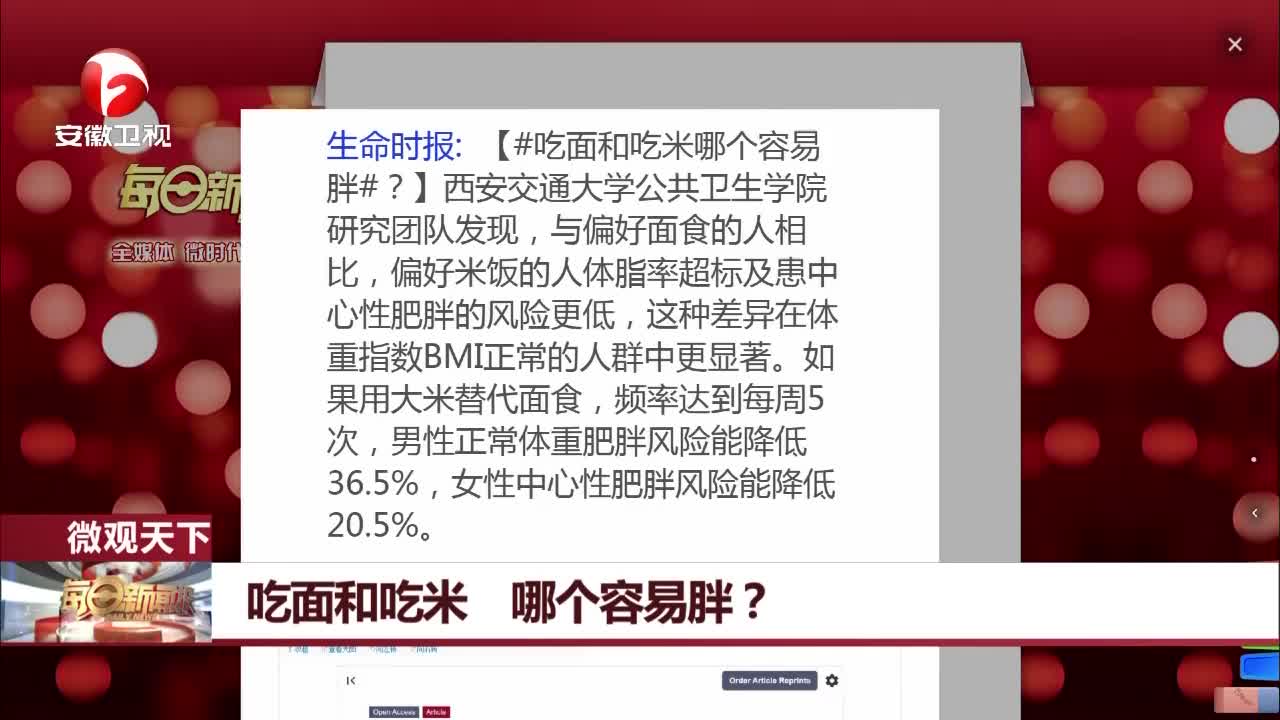 安徽卫视
每日新
全媒体 微时代
生命时报: 【#吃面和吃米哪个容易
胖#？】西安交通大学公共卫生学院
研究团队发现，与偏好面食的人相
比，偏好米饭的人体脂率超标及患中
心性肥胖的风险更低，这种差异在体
重指数BMI正常的人群中更显著。如
果用大米替代面食，频率达到每周5
次，男性正常体重肥胖风险能降低
36.5%，女性中心性肥胖风险能降低
20.5%。
微观天下
每日新闻报
吃面和吃米 哪个容易胖？
Order Article Reprints
Open Access Article